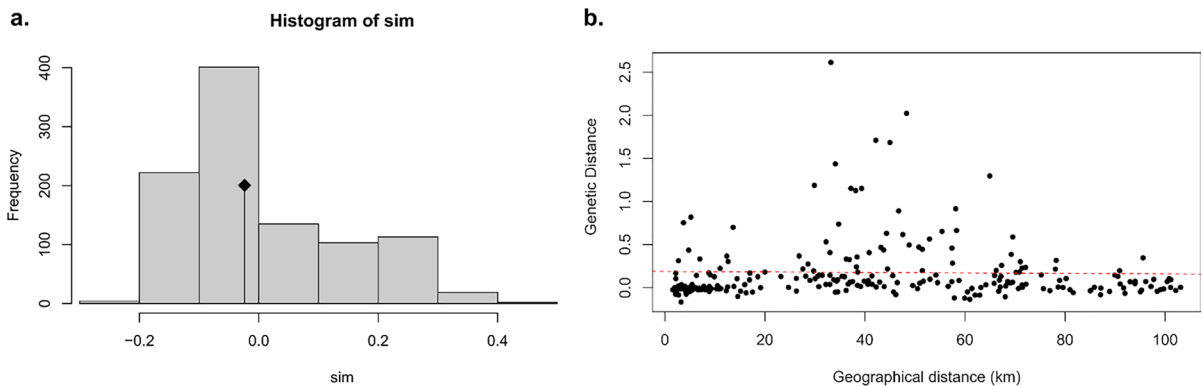 a.
Histogram of sim
Frequency
400
300
200
100
0
−0.2 0.0 0.2 0.4
sim
b.
Genetic Distance
2.5
2.0
1.5
1.0
0.5
0.0
0 20 40 60 80 100
Geographical distance (km)